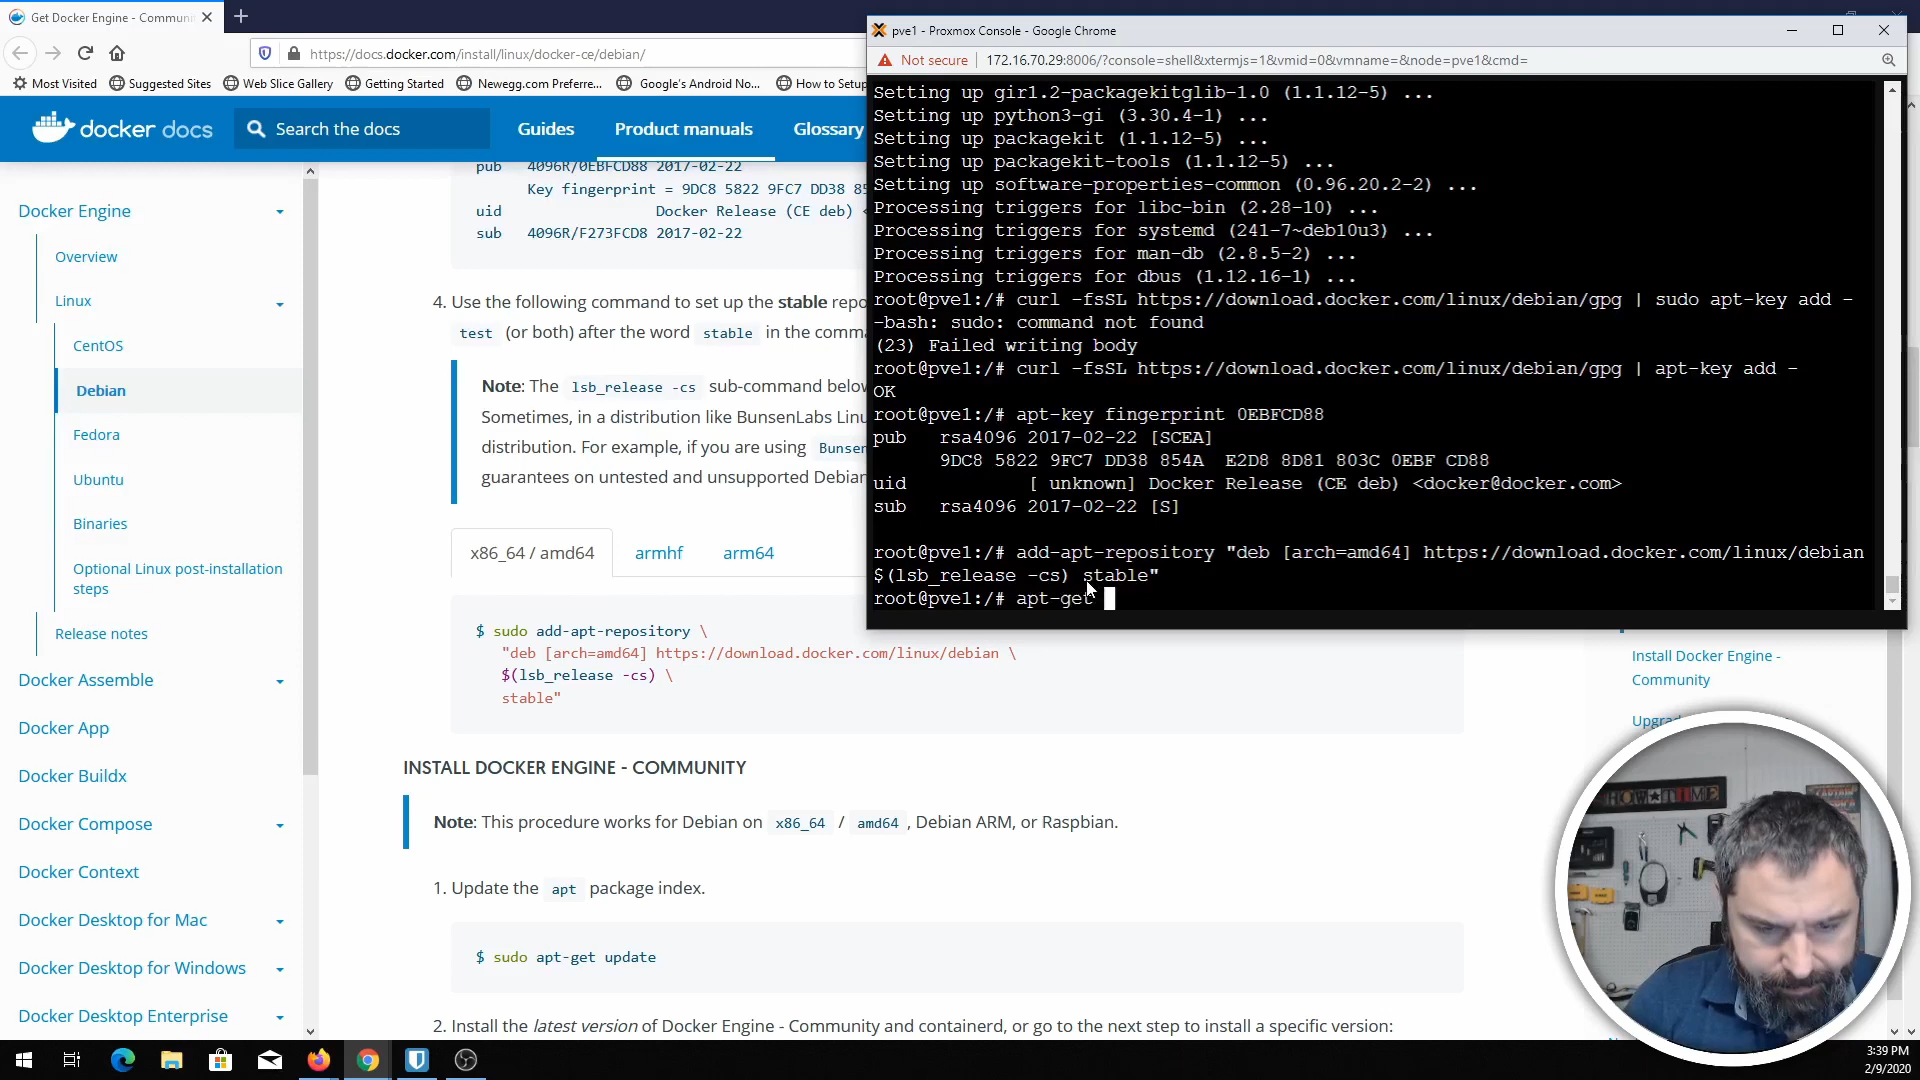 Get Docker Engine - Communi
pve1 - Proxmox Console - Google Chrome
https://docs.docker.com/install/linux/docker-ce/debian/
Not secure
172.16.70.29:8006/?console=shell&xtermjs=1&vmid=0&vmname=&node=pve1&cmd=
Most Visited
Suggested Sites
Web Slice Gallery
Getting Started
Newegg.com Preferre...
Google's Android No...
How to Setup
docker docs
Search the docs
Guides
Product manuals
Glossary
Docker Engine
Overview
Linux
CentOS
Debian
Fedora
Ubuntu
Binaries
Optional Linux post-installation
steps
Release notes
Docker Assemble
Docker App
Docker Buildx
Docker Compose
Docker Context
Docker Desktop for Mac
Docker Desktop for Windows
Docker Desktop Enterprise
pub 4096R/0EBFCD88 2017-02-22
Key fingerprint = 9DC8 5822 9FC7 DD38 85
uid Docker Release (CE deb) <
sub 4096R/F273FCD8 2017-02-22
4. Use the following command to set up the stable repo
test (or both) after the word stable in the comma
Note: The lsb_release -cs sub-command below
Sometimes, in a distribution like BunsenLabs Linu
distribution. For example, if you are using Bunsen
guarantees on untested and unsupported Debian
x86_64 / amd64
armhf
arm64
$ sudo add-apt-repository \
"deb [arch=amd64] https://download.docker.com/linux/debian \
$(lsb_release -cs) \
stable"
INSTALL DOCKER ENGINE - COMMUNITY
Note: This procedure works for Debian on x86_64 / amd64 , Debian ARM, or Raspbian.
1. Update the apt package index.
$ sudo apt-get update
2. Install the latest version of Docker Engine - Community and containerd, or go to the next step to install a specific version:
Setting up gir1.2-packagekitglib-1.0 (1.1.12-5) ...
Setting up python3-gi (3.30.4-1) ...
Setting up packagekit (1.1.12-5) ...
Setting up packagekit-tools (1.1.12-5) ...
Setting up software-properties-common (0.96.20.2-2) ...
Processing triggers for libc-bin (2.28-10) ...
Processing triggers for systemd (241-7~deb10u3) ...
Processing triggers for man-db (2.8.5-2) ...
Processing triggers for dbus (1.12.16-1) ...
root@pve1:/# curl -fsSL https://download.docker.com/linux/debian/gpg | sudo apt-key add -
-bash: sudo: command not found
(23) Failed writing body
root@pve1:/# curl -fsSL https://download.docker.com/linux/debian/gpg | apt-key add -
OK
root@pve1:/# apt-key fingerprint 0EBFCD88
pub rsa4096 2017-02-22 [SCEA]
9DC8 5822 9FC7 DD38 854A E2D8 8D81 803C 0EBF CD88
uid [ unknown] Docker Release (CE deb) <docker@docker.com>
sub rsa4096 2017-02-22 [S]
root@pve1:/# add-apt-repository "deb [arch=amd64] https://download.docker.com/linux/debian
$(lsb_release -cs) stable"
root@pve1:/# apt-get
Install Docker Engine -
Community
Upgra
3:39 PM
2/9/2020